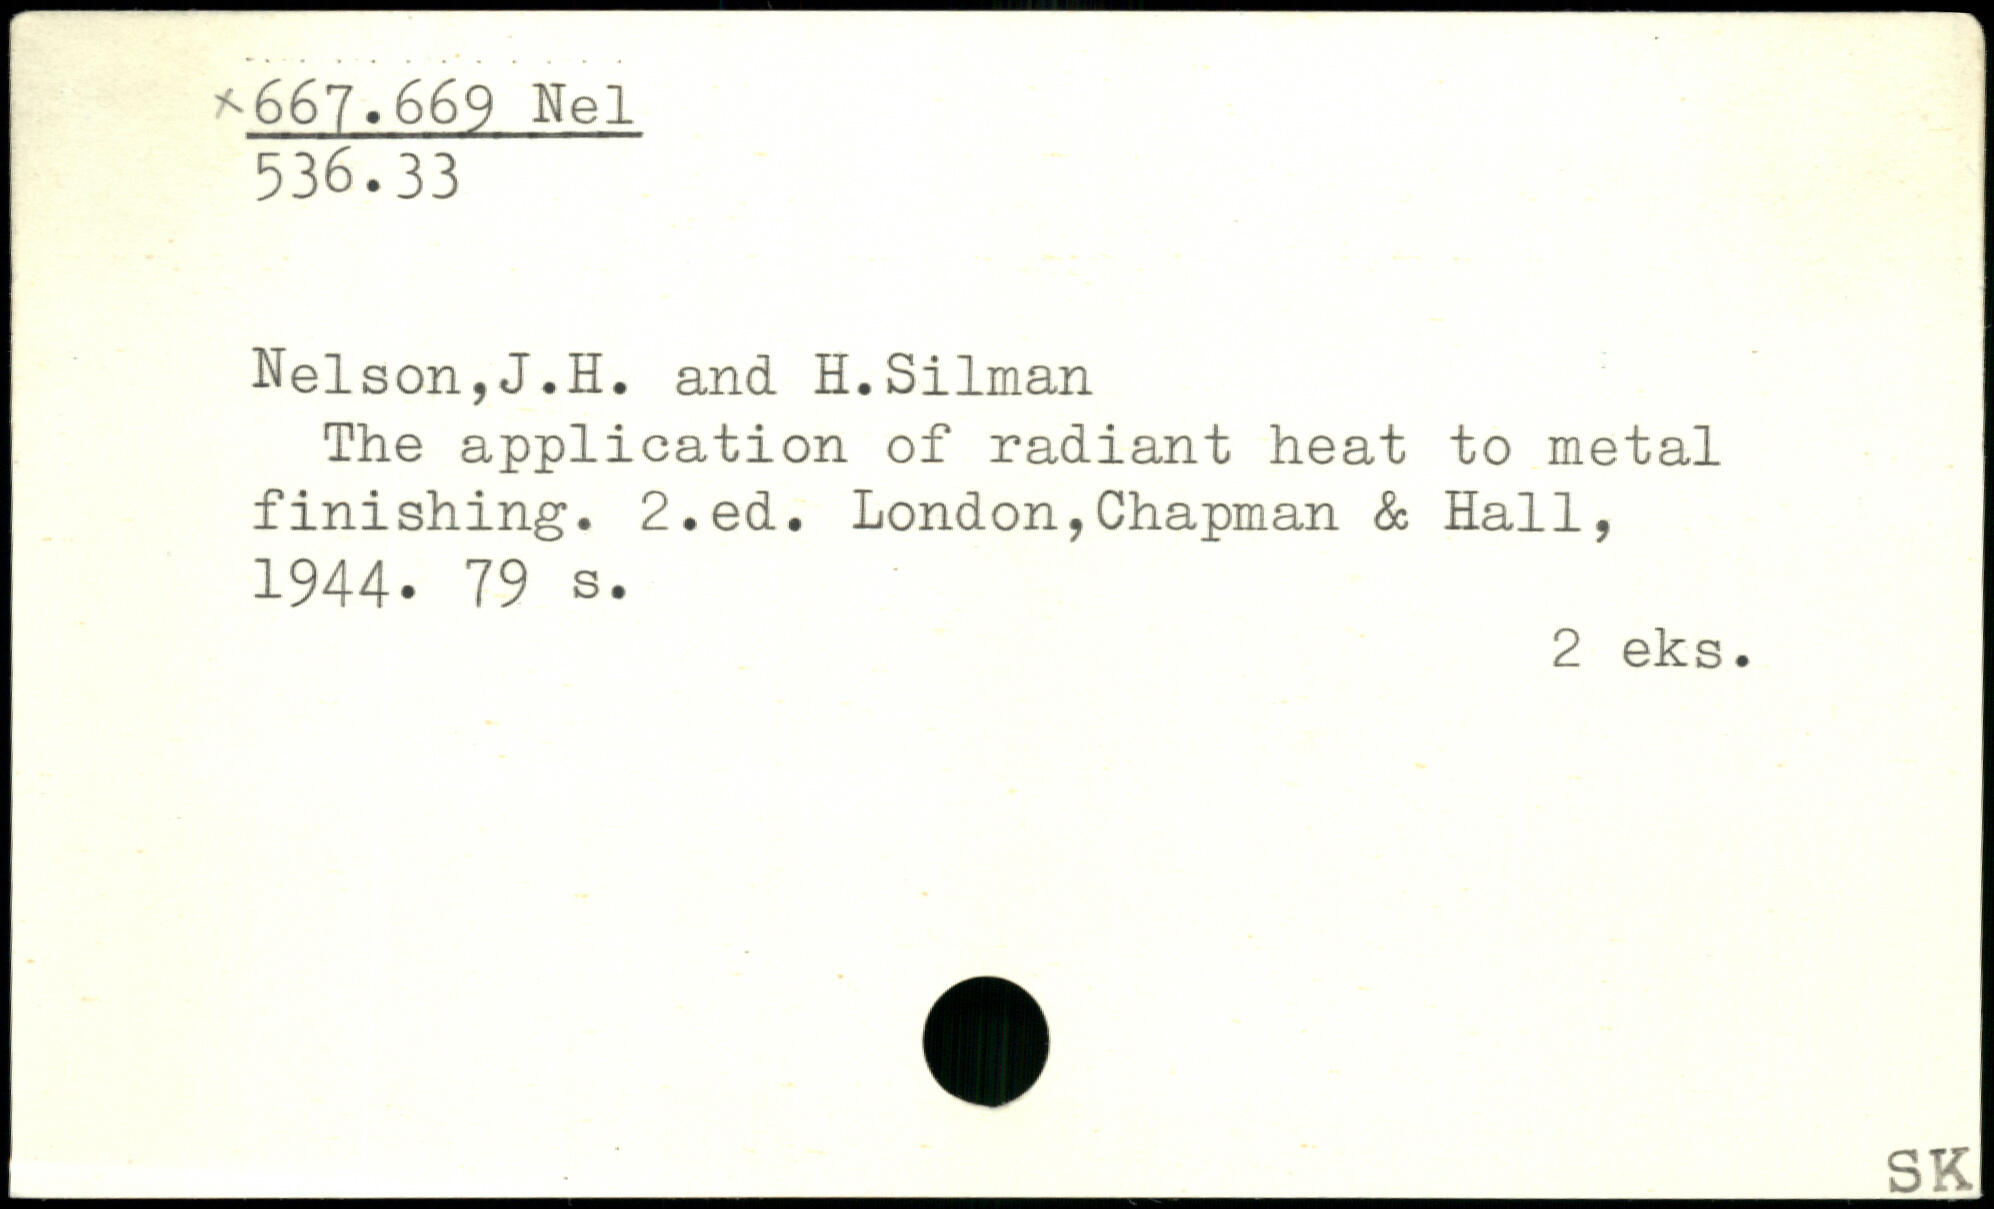 ×667.669 Nel
536.33
Nelson,J.H. and H.Silman
The application of radiant heat to metal
finishing. 2.ed. London,Chapman & Hall,
1944. 79 s.
2 eks.
SK